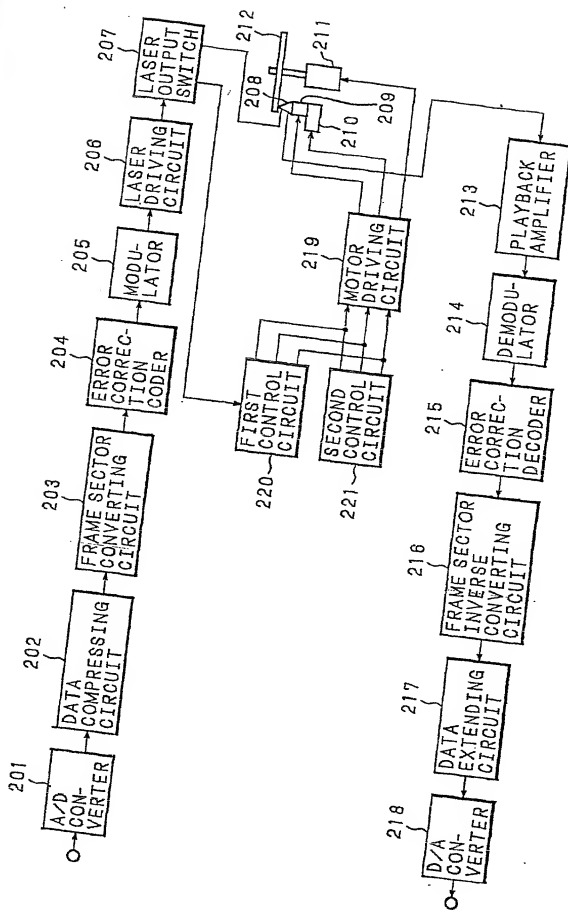 201
A/D
CON-
VERTER
202
DATA
COMPRESSING
CIRCUIT
203
FRAME SECTOR
CONVERTING
CIRCUIT
204
ERROR
CORREC-
TION
CODER
205
MODU-
LATOR
206
LASER
DRIVING
CIRCUIT
207
LASER
OUTPUT
SWITCH
212
208
211
209
210
219
MOTOR
DRIVING
CIRCUIT
FIRST
CONTROL
CIRCUIT
220
SECOND
CONTROL
CIRCUIT
221
218
D/A
CON-
VERTER
217
DATA
EXTENDING
CIRCUIT
216
FRAME SECTOR
INVERSE
CONVERTING
CIRCUIT
215
ERROR
CORREC-
TION
DECODER
214
DEMODU-
LATOR
213
PLAYBACK
AMPLIFIER